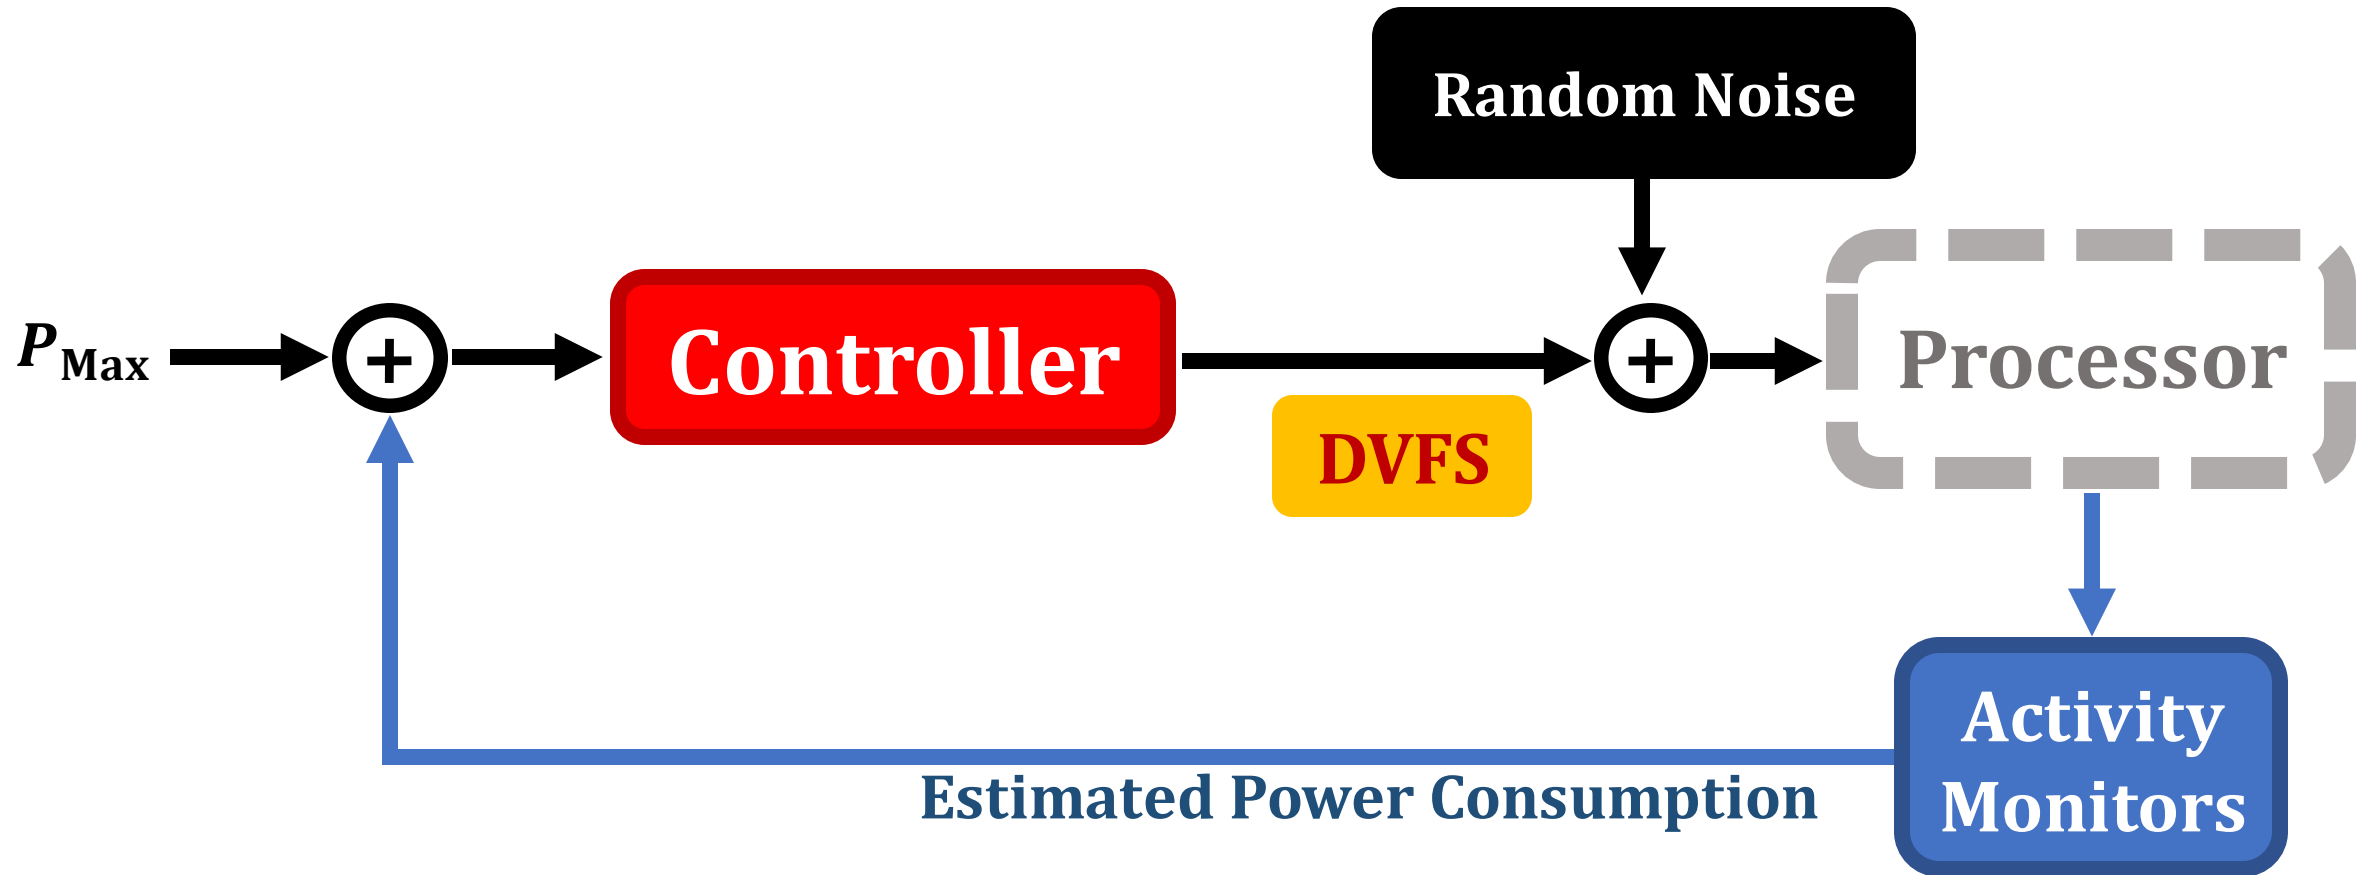 Random Noise
P Max
+
Controller
+
Processor
DVFS
Activity
Monitors
Estimated Power Consumption